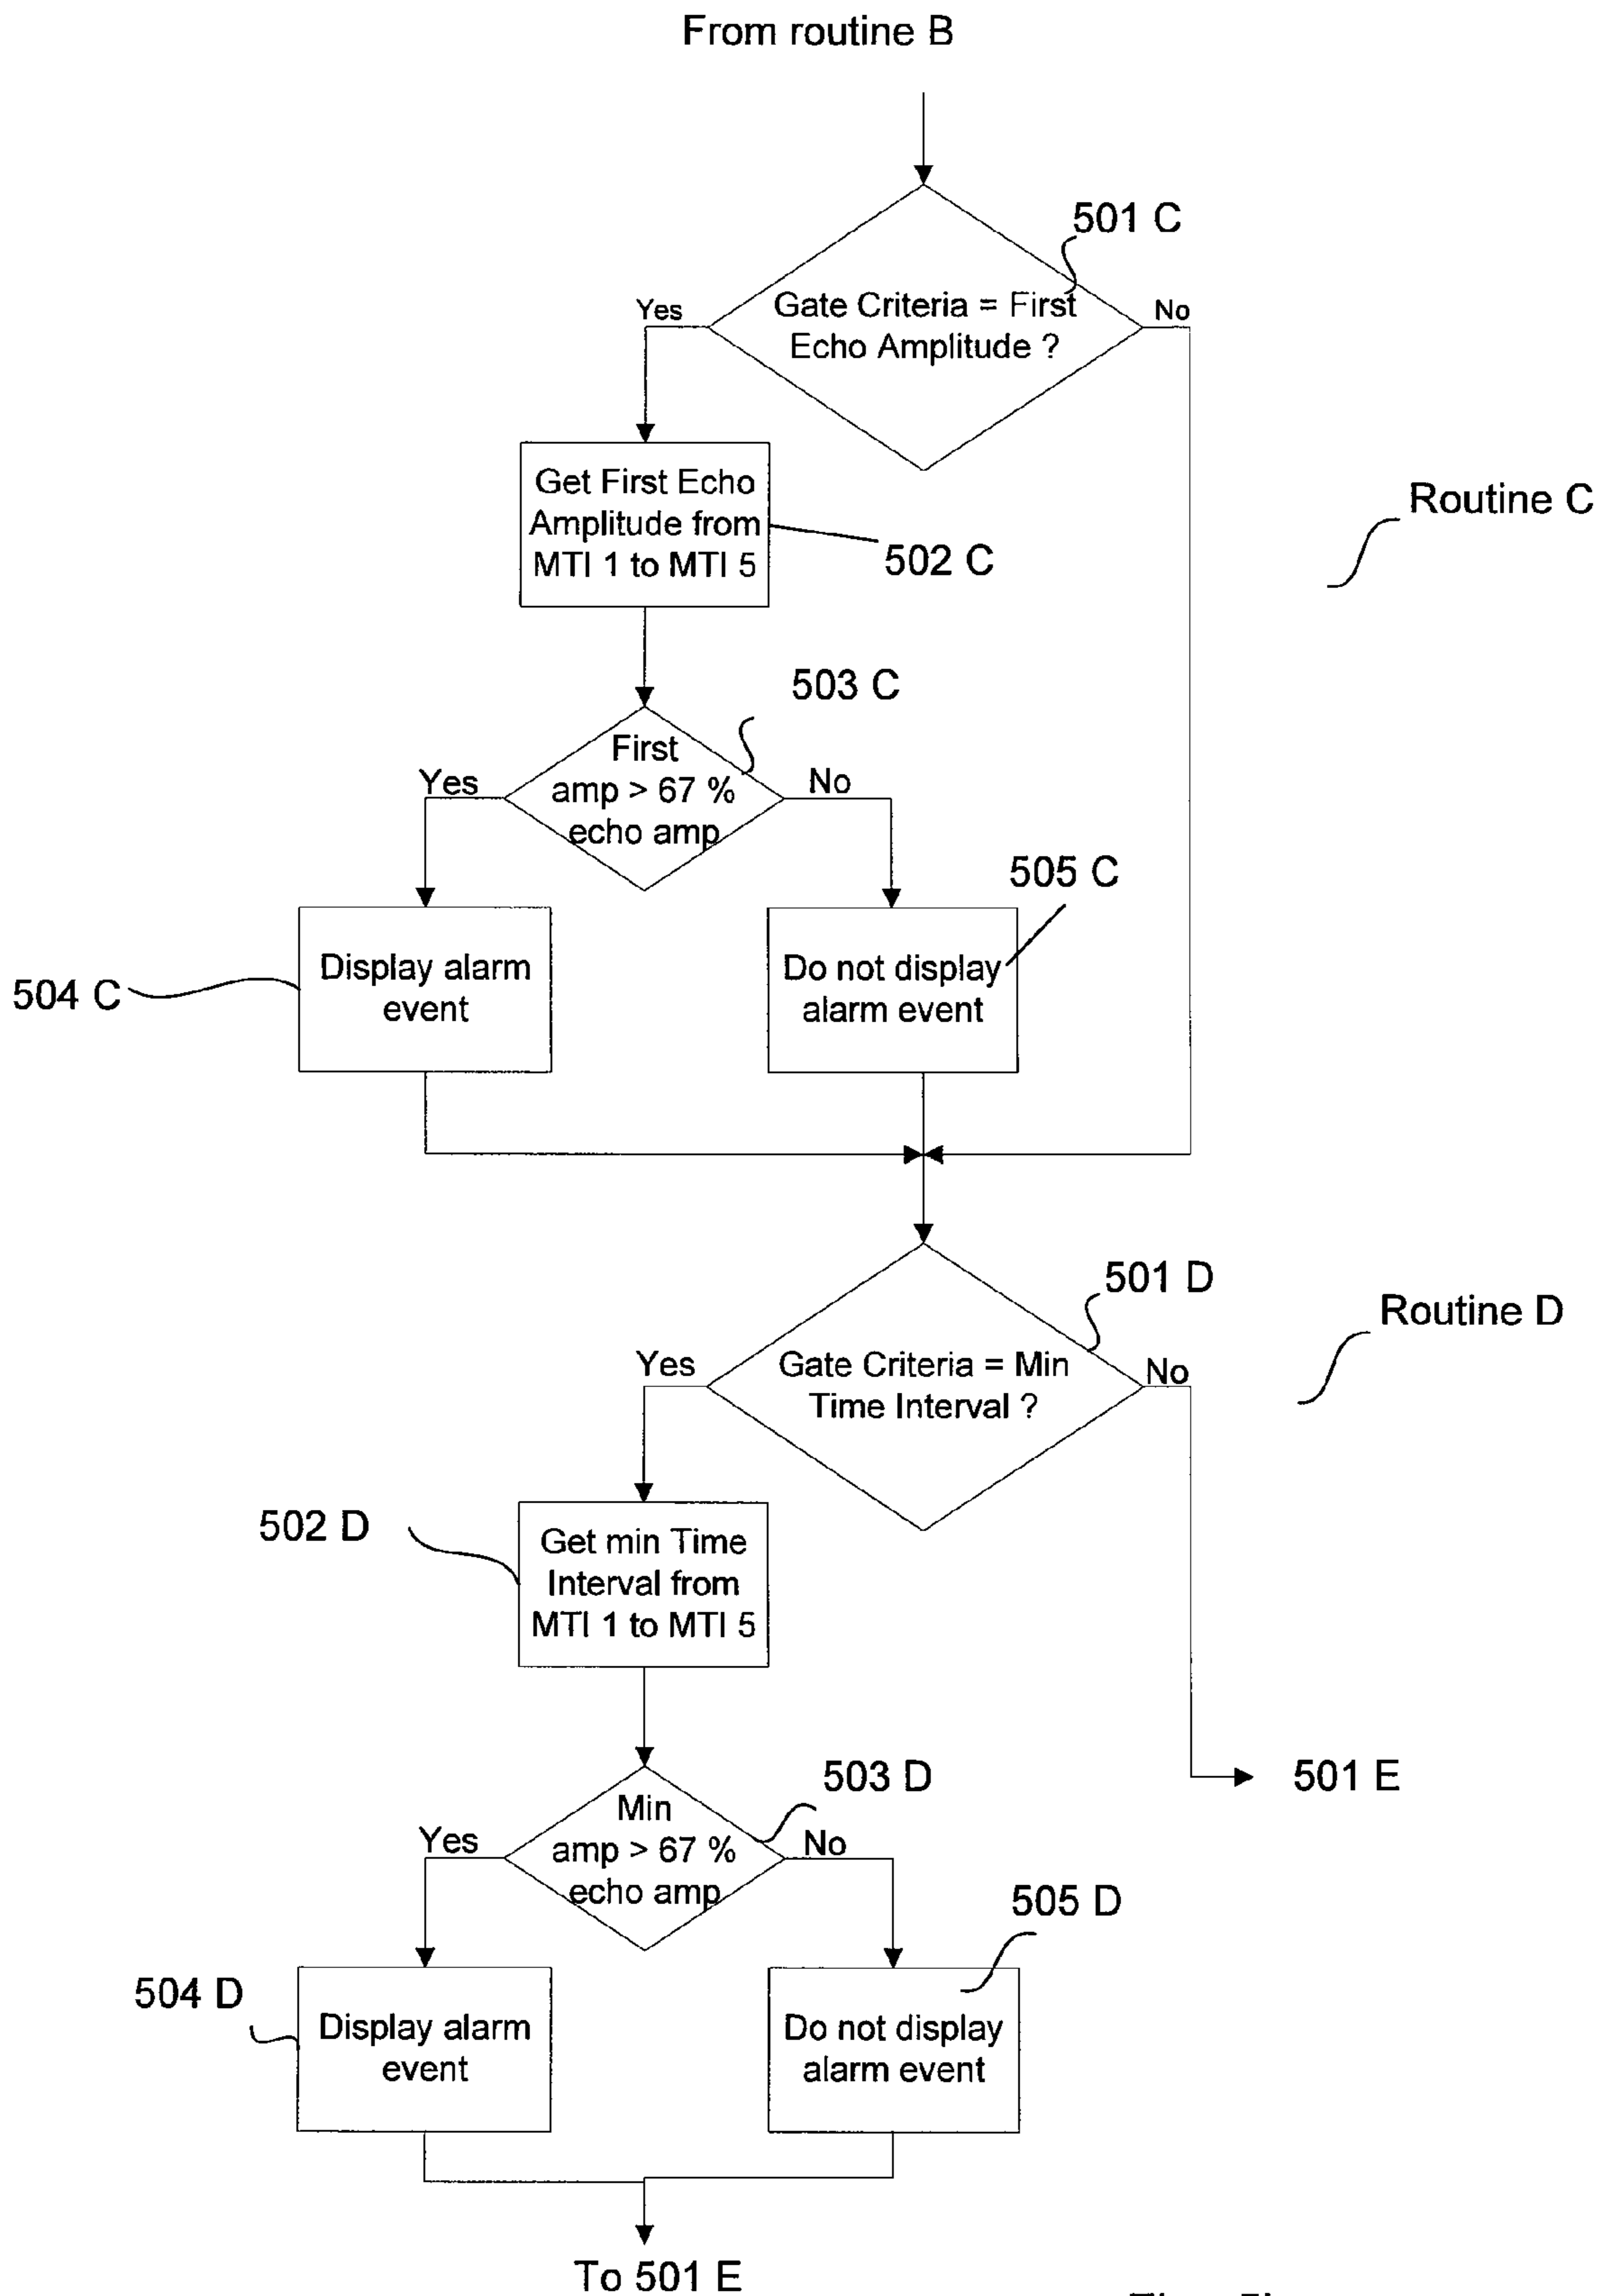 From routine B
501 C
Yes
Gate Criteria = First
Echo Amplitude ?
No
Get First Echo
Amplitude from
MTI 1 to MTI 5
502 C
Routine C
503 C
Yes
First
amp > 67 %
echo amp
No
505 C
504 C
Display alarm
event
Do not display
alarm event
501 D
Routine D
Yes
Gate Criteria = Min
Time Interval ?
No
502 D
Get min Time
Interval from
MTI 1 to MTI 5
503 D
501 E
Yes
Min
amp > 67 %
echo amp
No
505 D
504 D
Display alarm
event
Do not display
alarm event
To 501 E